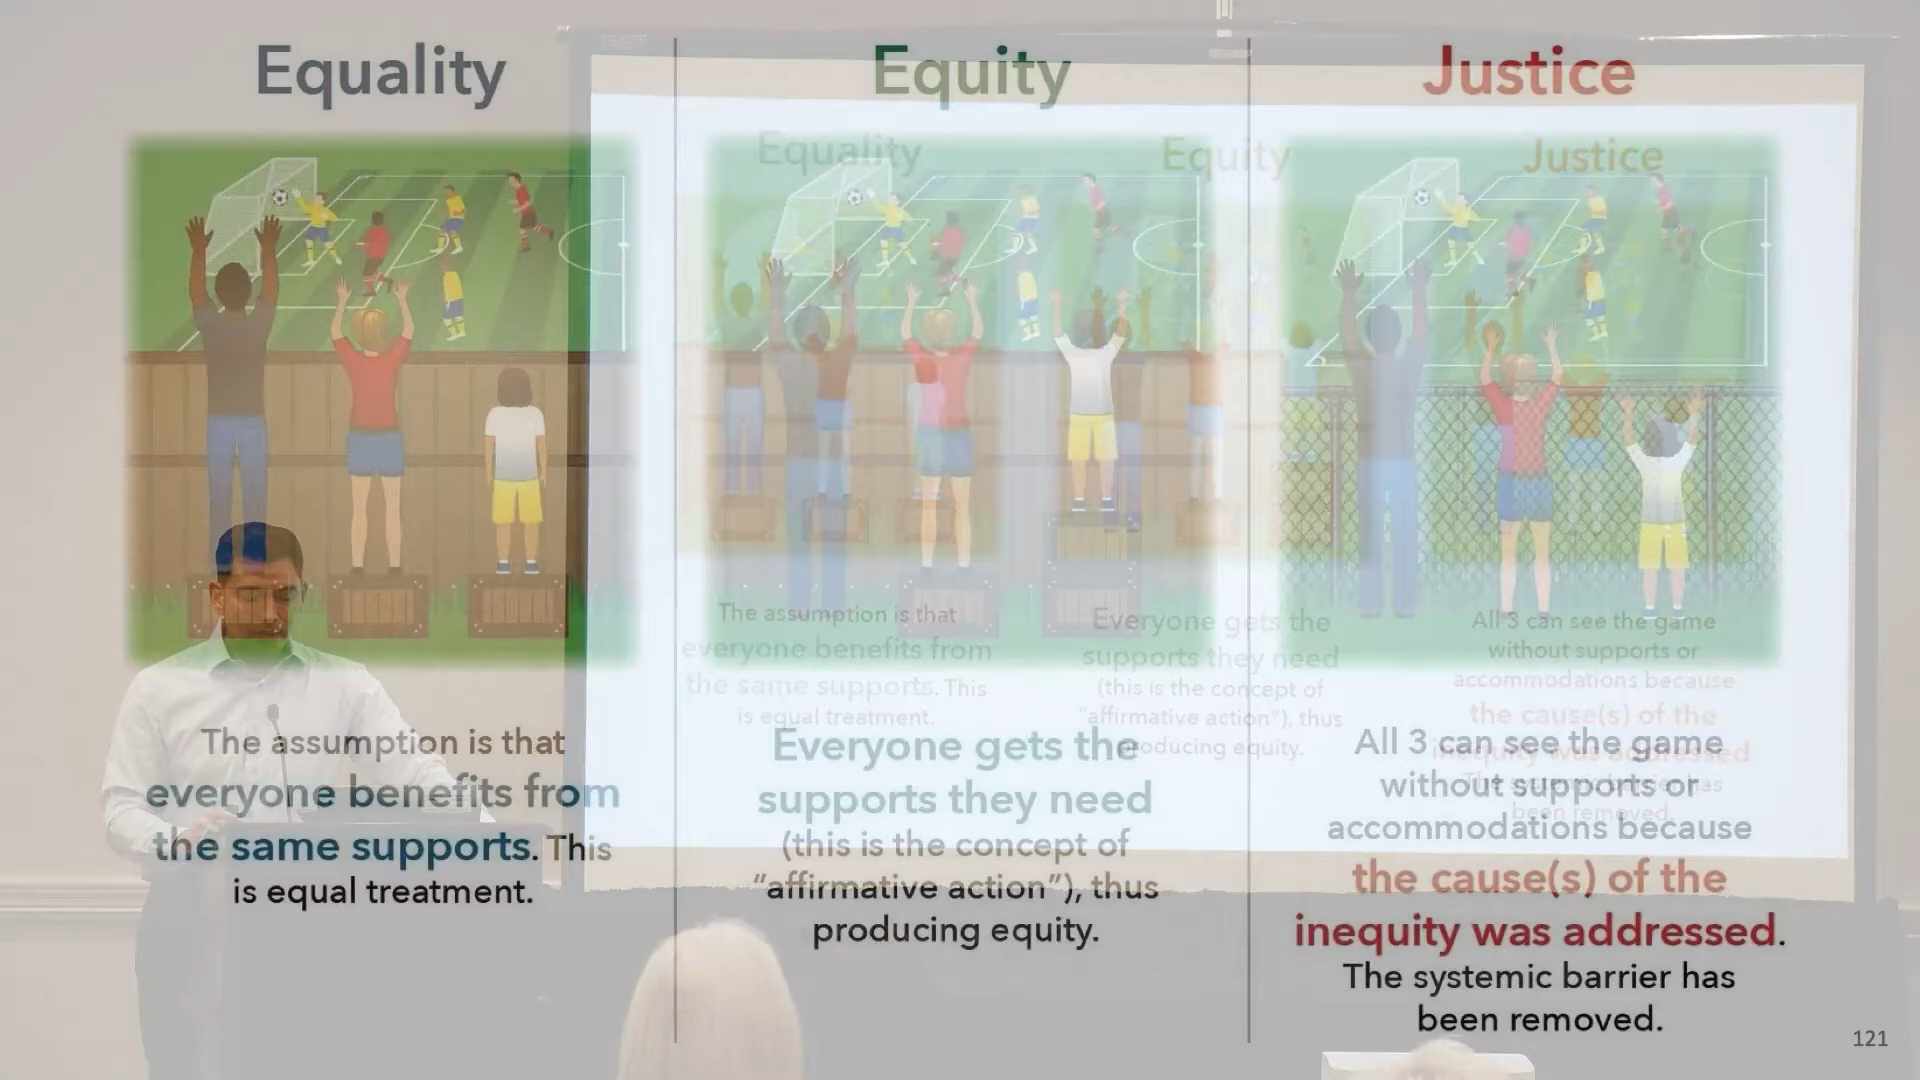 Equality
The assumption is that
everyone benefits from
the same supports. This
is equal treatment.
Equity
Everyone gets the
supports they need
(this is the concept of
“affirmative action”), thus
producing equity.
Justice
All 3 can see the game
without supports or
accommodations because
the cause(s) of the
inequity was addressed.
The systemic barrier has
been removed.
121
Equality
The assumption is that
everyone benefits from
the same supports. This
is equal treatment.
Equity
Everyone gets the
supports they need
(this is the concept of
“affirmative action”), thus
producing equity.
Justice
All 3 can see the game
without supports or
accommodations because
the cause(s) of the
inequity was addressed.
been removed.